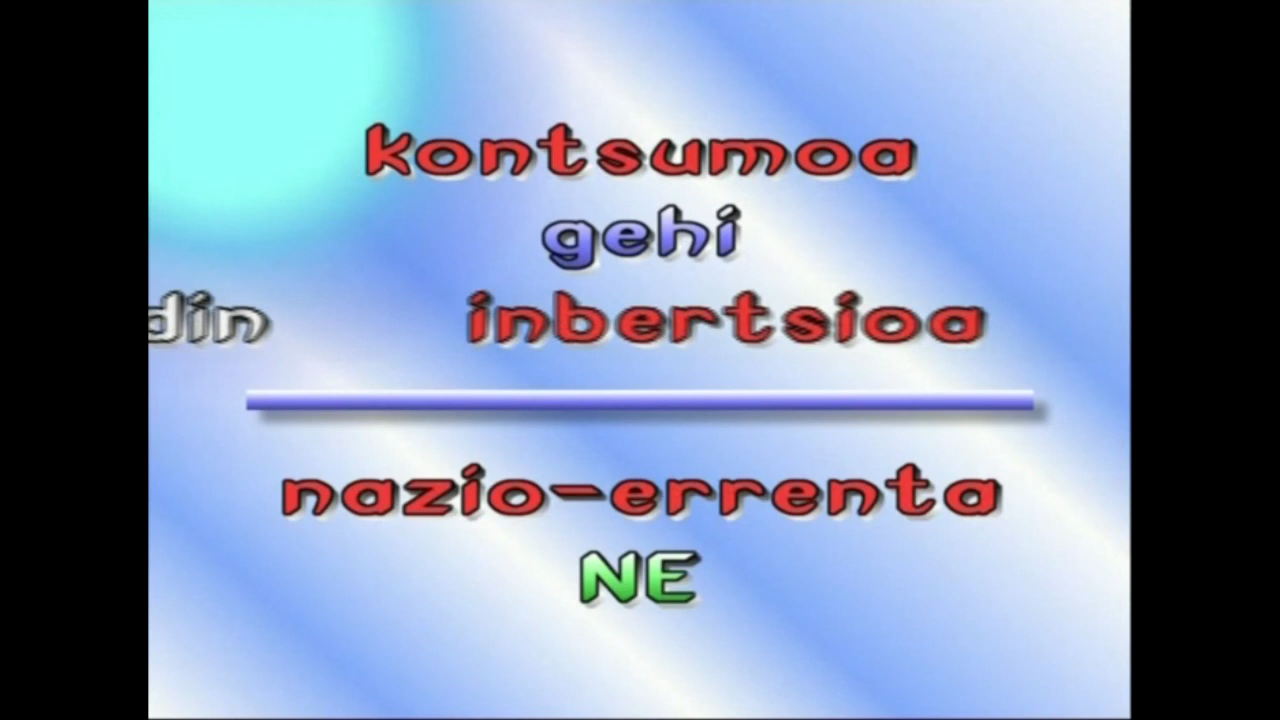 kontsumoa
gehi
din inbertsioa
nazio-errenta
NE